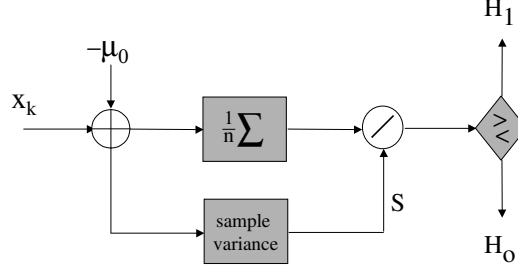 H₁
–μ₀
xₖ
1/n ∑
/
> <
S
sample
variance
Hₒ